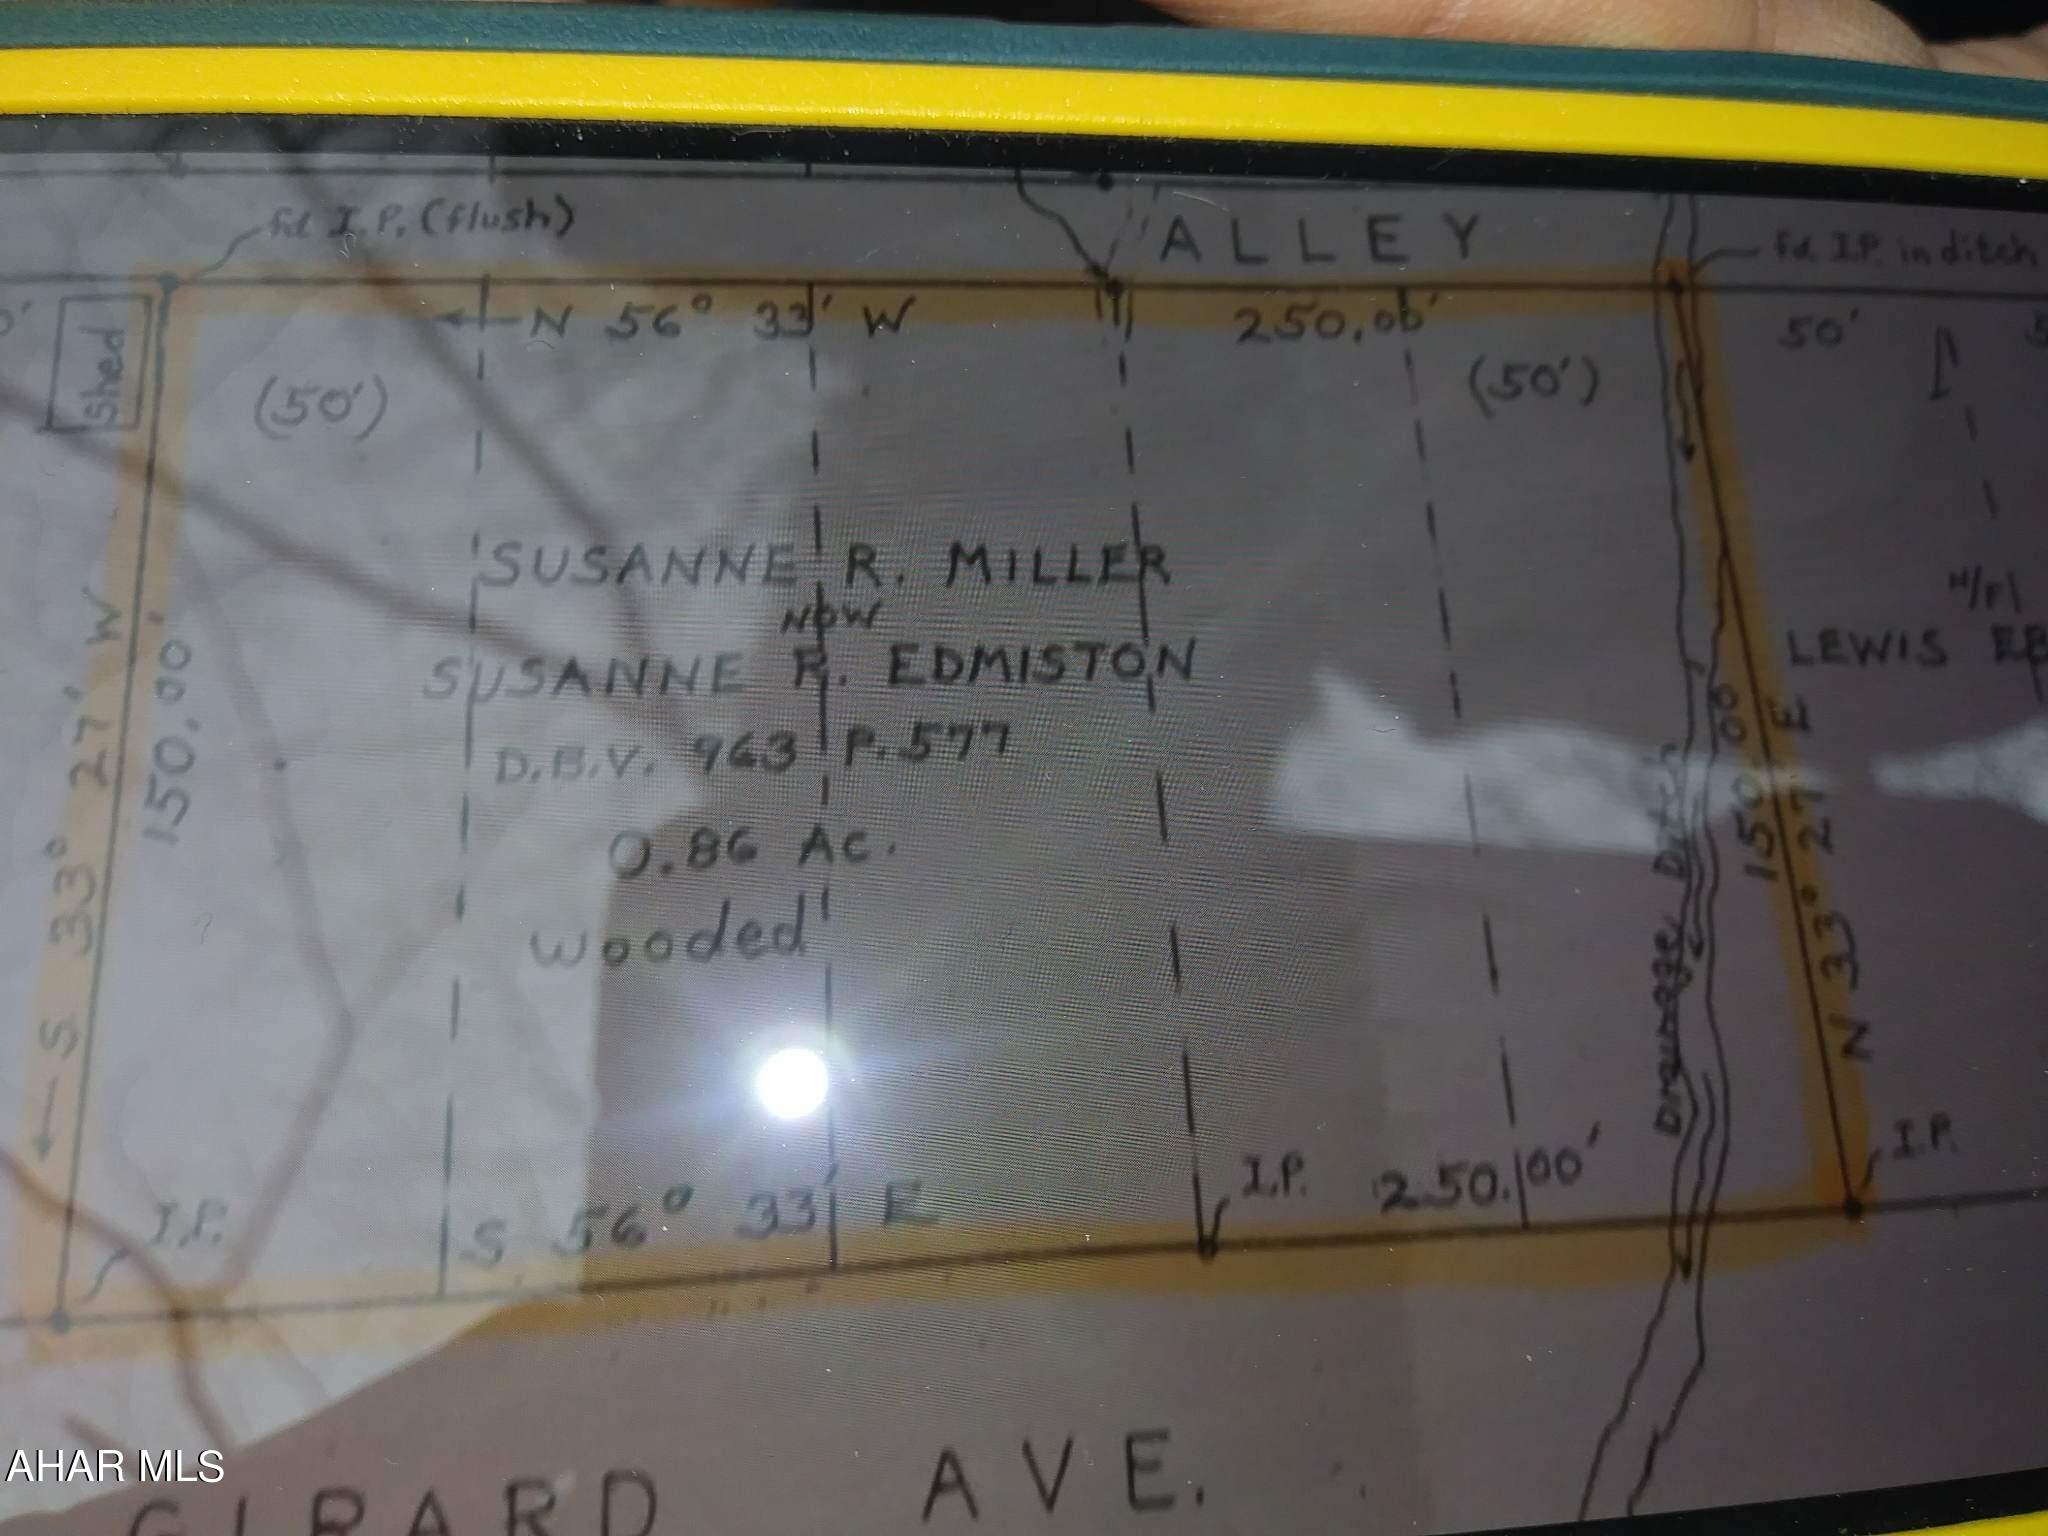 fd I.P. (flush)
ALLEY
fd I.P. in ditch
Shed
N 56° 33' W
250.00'
50'
(50')
(50')
SUSANNE R. MILLER
NOW
SUSANNE R. EDMISTON
D.B.V. 963 P. 577
0.86 Ac.
Wooded
S 33° 27' W
150.00'
Drainage Ditch
150.00'
N 33° 27' E
N/F
LEWIS
I.P.
S 56° 33' E
I.P.
250.00'
I.P.
GIRARD AVE.
AHAR MLS